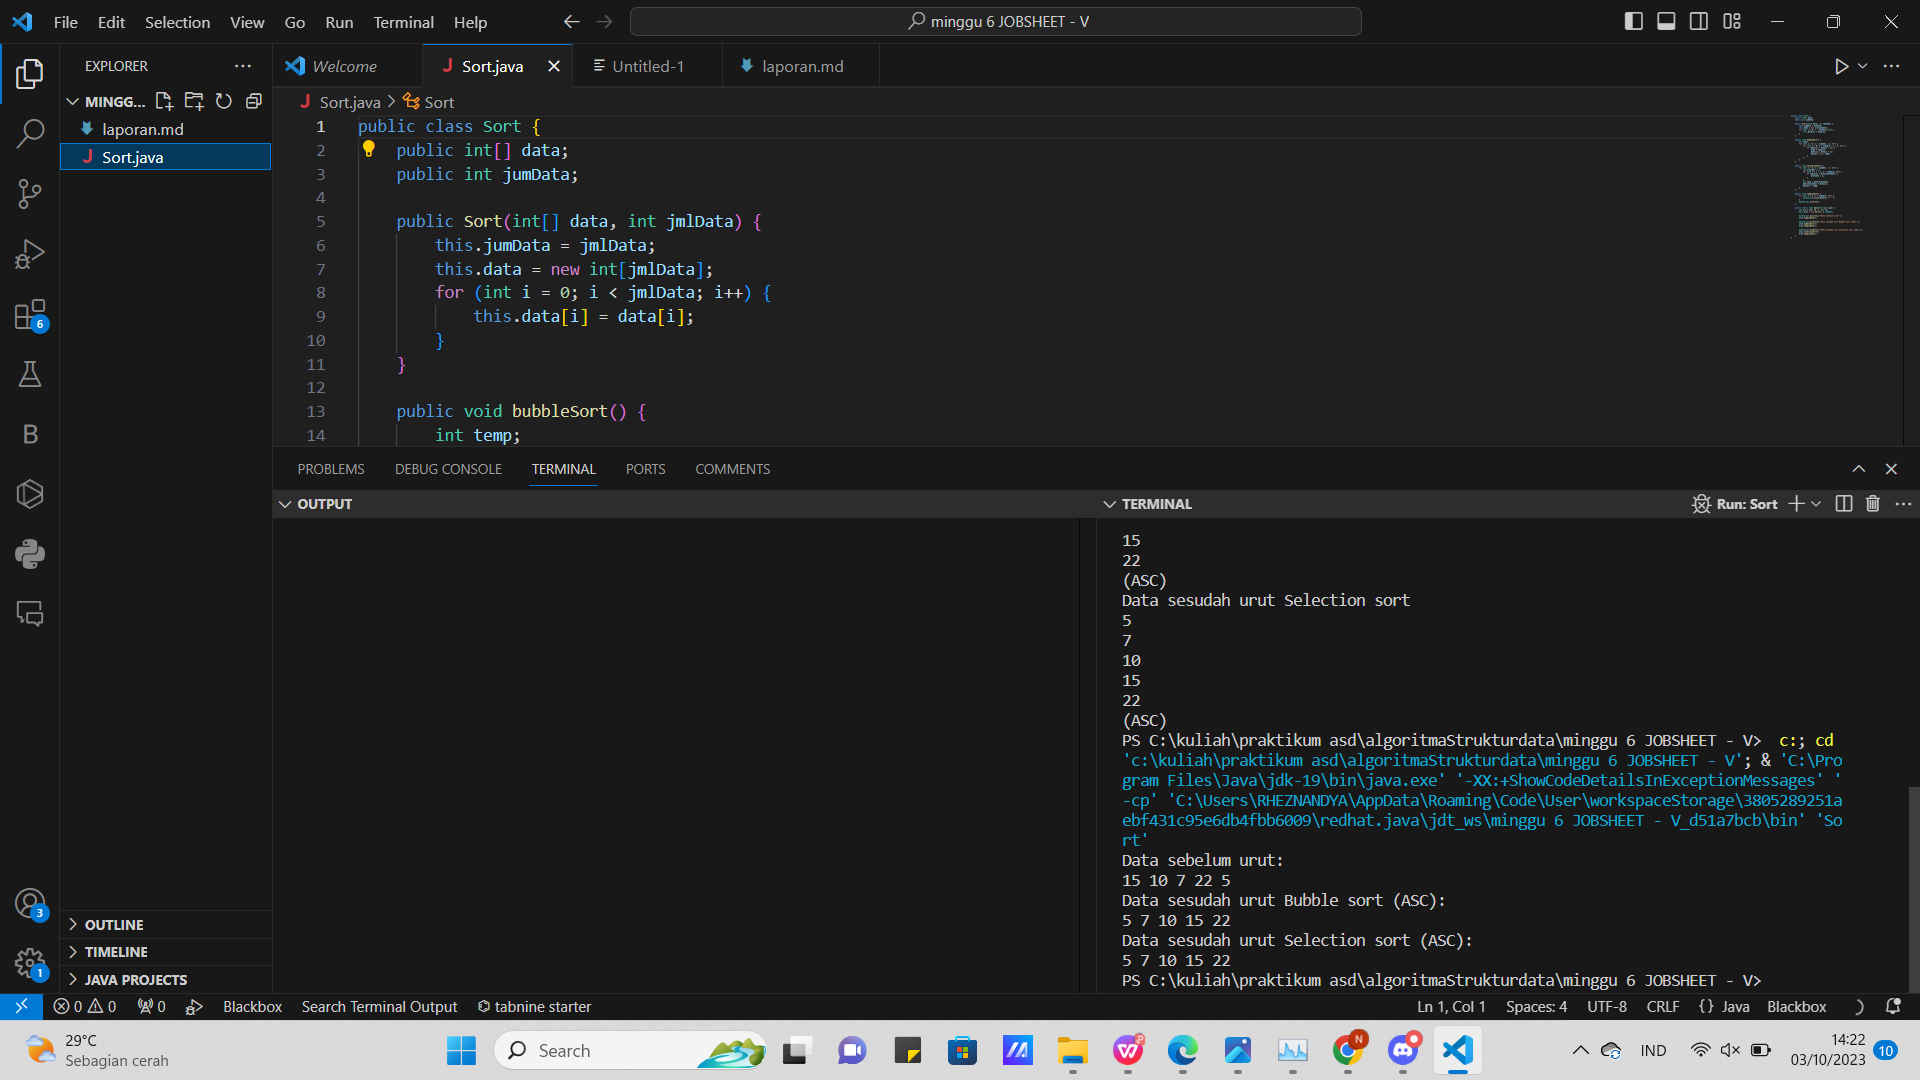 File Edit Selection View Go Run Terminal Help
minggu 6 JOBSHEET - V
EXPLORER
MINGG...
laporan.md
Sort.java
OUTLINE
TIMELINE
JAVA PROJECTS
Welcome
Sort.java
Untitled-1
laporan.md
Sort.java > Sort
1 public class Sort {
2 public int[] data;
3 public int jumData;
4
5 public Sort(int[] data, int jmlData) {
6 this.jumData = jmlData;
7 this.data = new int[jmlData];
8 for (int i = 0; i < jmlData; i++) {
9 this.data[i] = data[i];
10 }
11 }
12
13 public void bubbleSort() {
14 int temp;
PROBLEMS DEBUG CONSOLE TERMINAL PORTS COMMENTS
OUTPUT
TERMINAL
Run: Sort
15
22
(ASC)
Data sesudah urut Selection sort
5
7
10
15
22
(ASC)
PS C:\kuliah\praktikum asd\algoritmaStrukturdata\minggu 6 JOBSHEET - V> c:; cd
'c:\kuliah\praktikum asd\algoritmaStrukturdata\minggu 6 JOBSHEET - V'; & 'C:\Pro
gram Files\Java\jdk-19\bin\java.exe' '-XX:+ShowCodeDetailsInExceptionMessages' '
-cp' 'C:\Users\RHEZNANDYA\AppData\Roaming\Code\User\workspaceStorage\3805289251a
ebf431c95e6db4fbb6009\redhat.java\jdt_ws\minggu 6 JOBSHEET - V_d51a7bcb\bin' 'So
rt'
Data sebelum urut:
15 10 7 22 5
Data sesudah urut Bubble sort (ASC):
5 7 10 15 22
Data sesudah urut Selection sort (ASC):
5 7 10 15 22
PS C:\kuliah\praktikum asd\algoritmaStrukturdata\minggu 6 JOBSHEET - V>
6
B
3
1
0 0 0 Blackbox Search Terminal Output tabnine starter
Ln 1, Col 1 Spaces: 4 UTF-8 CRLF {} Java Blackbox
29°C
Sebagian cerah
Search
N
IND
14:22
03/10/2023
10